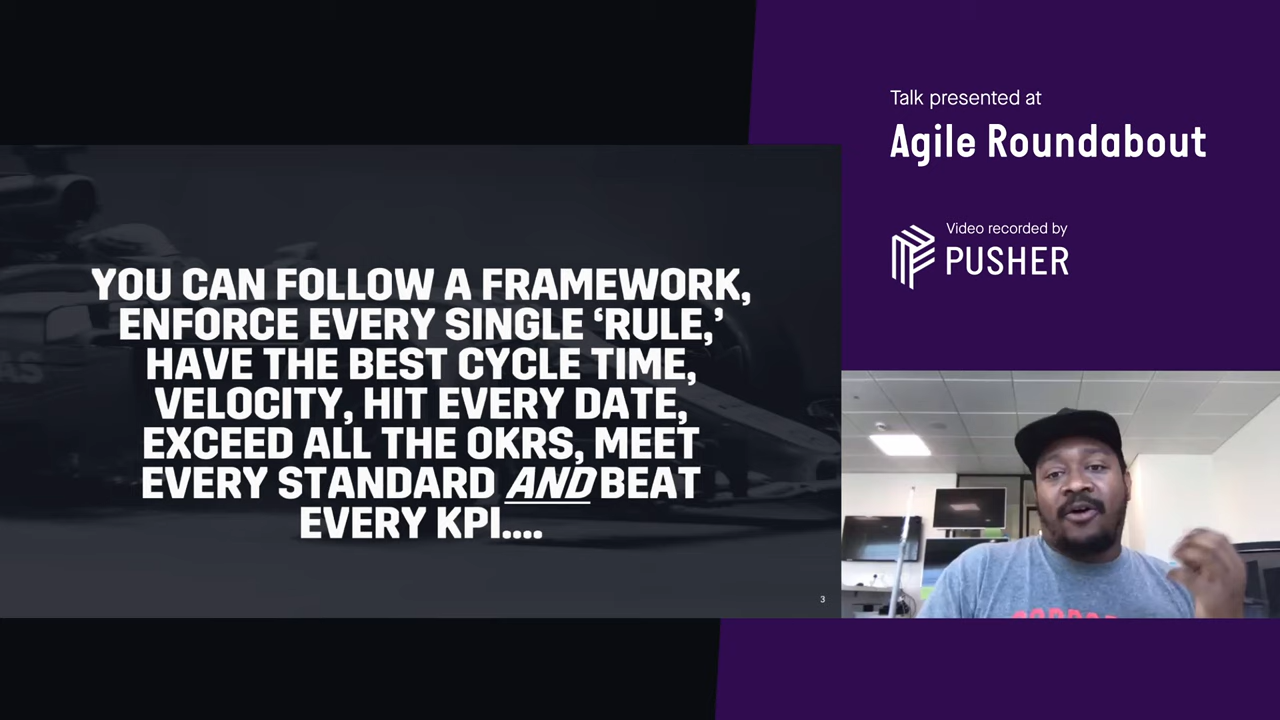 YOU CAN FOLLOW A FRAMEWORK,
ENFORCE EVERY SINGLE ‘RULE,’
HAVE THE BEST CYCLE TIME,
VELOCITY, HIT EVERY DATE,
EXCEED ALL THE OKRS, MEET
EVERY STANDARD AND BEAT
EVERY KPI....
3
Talk presented at
Agile Roundabout
Video recorded by
PUSHER